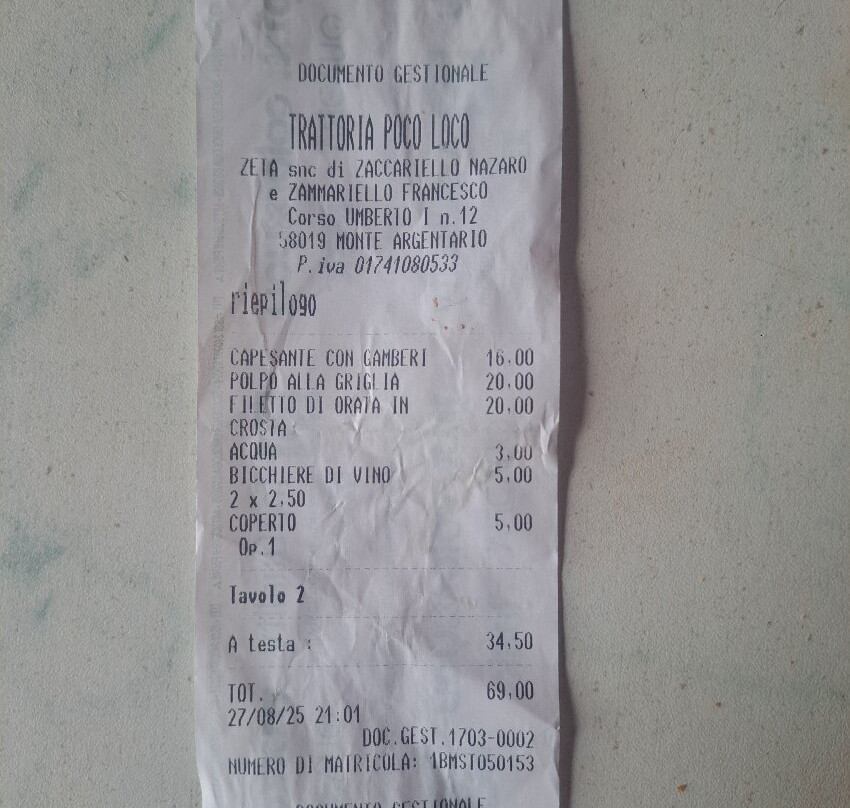 DOCUMENTO GESTIONALE
TRATTORIA POCO LOCO
ZETA snc di ZACCARIELLO NAZARO
e ZAMMARIELLO FRANCESCO
Corso UMBERTO I n.12
58019 MONTE ARGENTARIO
P.iva 01741080533
riepilogo
CAPESANTE CON GAMBERI 16,00
POLPO ALLA GRIGLIA 20,00
FILETTO DI ORATA IN 20,00
CROSTA
ACQUA 3,00
BICCHIERE DI VINO 5,00
2 x 2,50
COPERTO 5,00
Op.1
Tavolo 2
A testa : 34,50
TOT. 69,00
27/08/25 21:01
DOC.GEST.1703-0002
NUMERO DI MATRICOLA: 1BMST050153
DOCUMENTO GESTIONALE